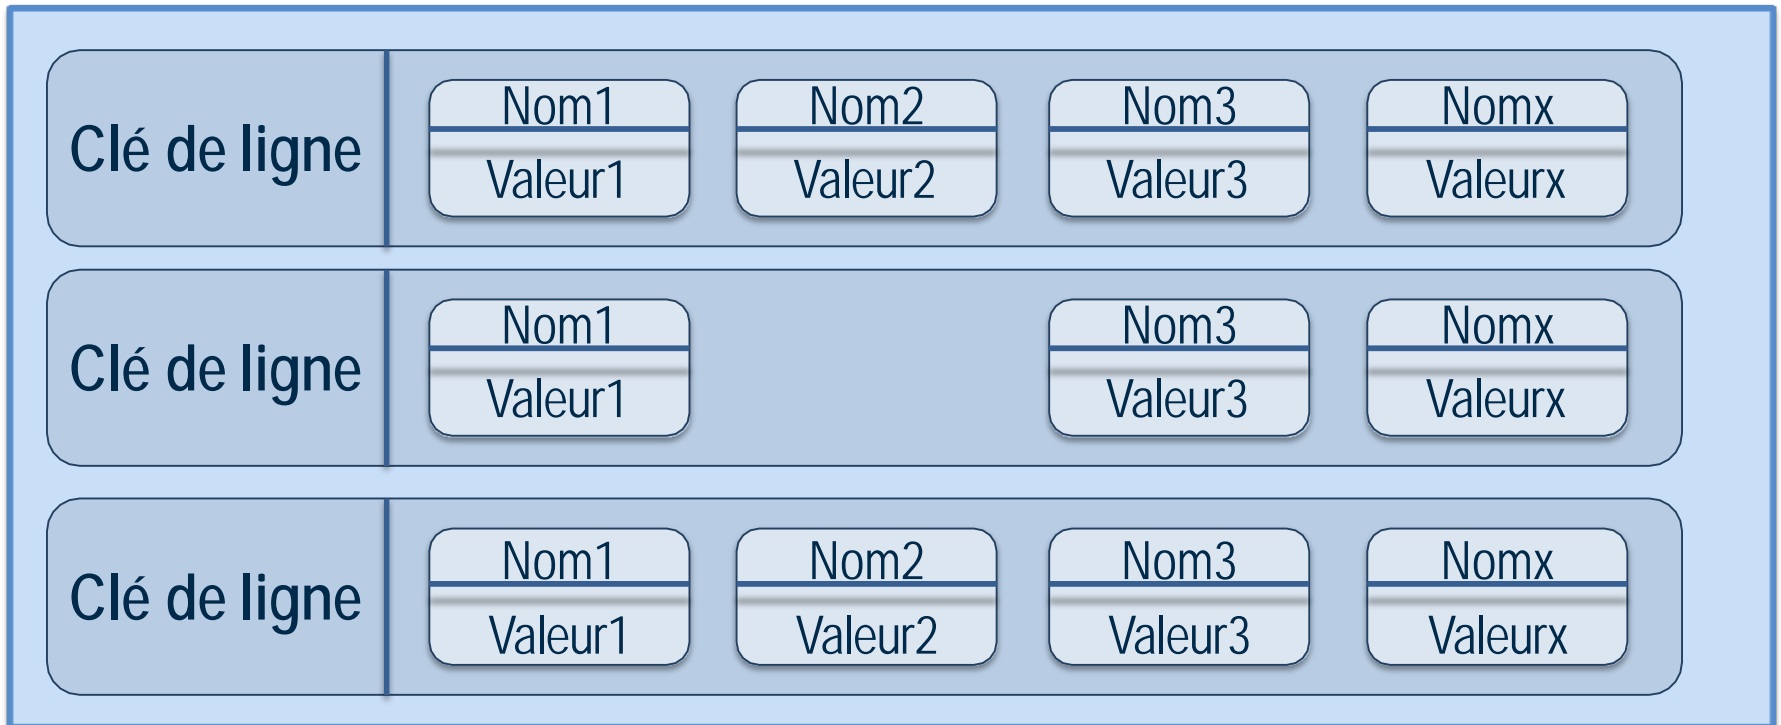 Nom1 Nom2 Nom3 Nomx
Clé de ligne
Valeur1 Valeur2 Valeur3 Valeurx
Nom1 Nom3 Nomx
Clé de ligne
Valeur1 Valeur3 Valeurx
Nom1 Nom2 Nom3 Nomx
Clé de ligne
Valeur1 Valeur2 Valeur3 Valeurx